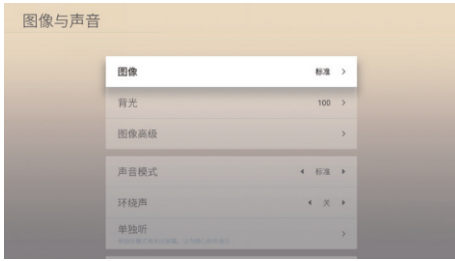 图像与声音
图像 标准
背光 100
图像高级
声音模式 标准
环绕声 关
单独听